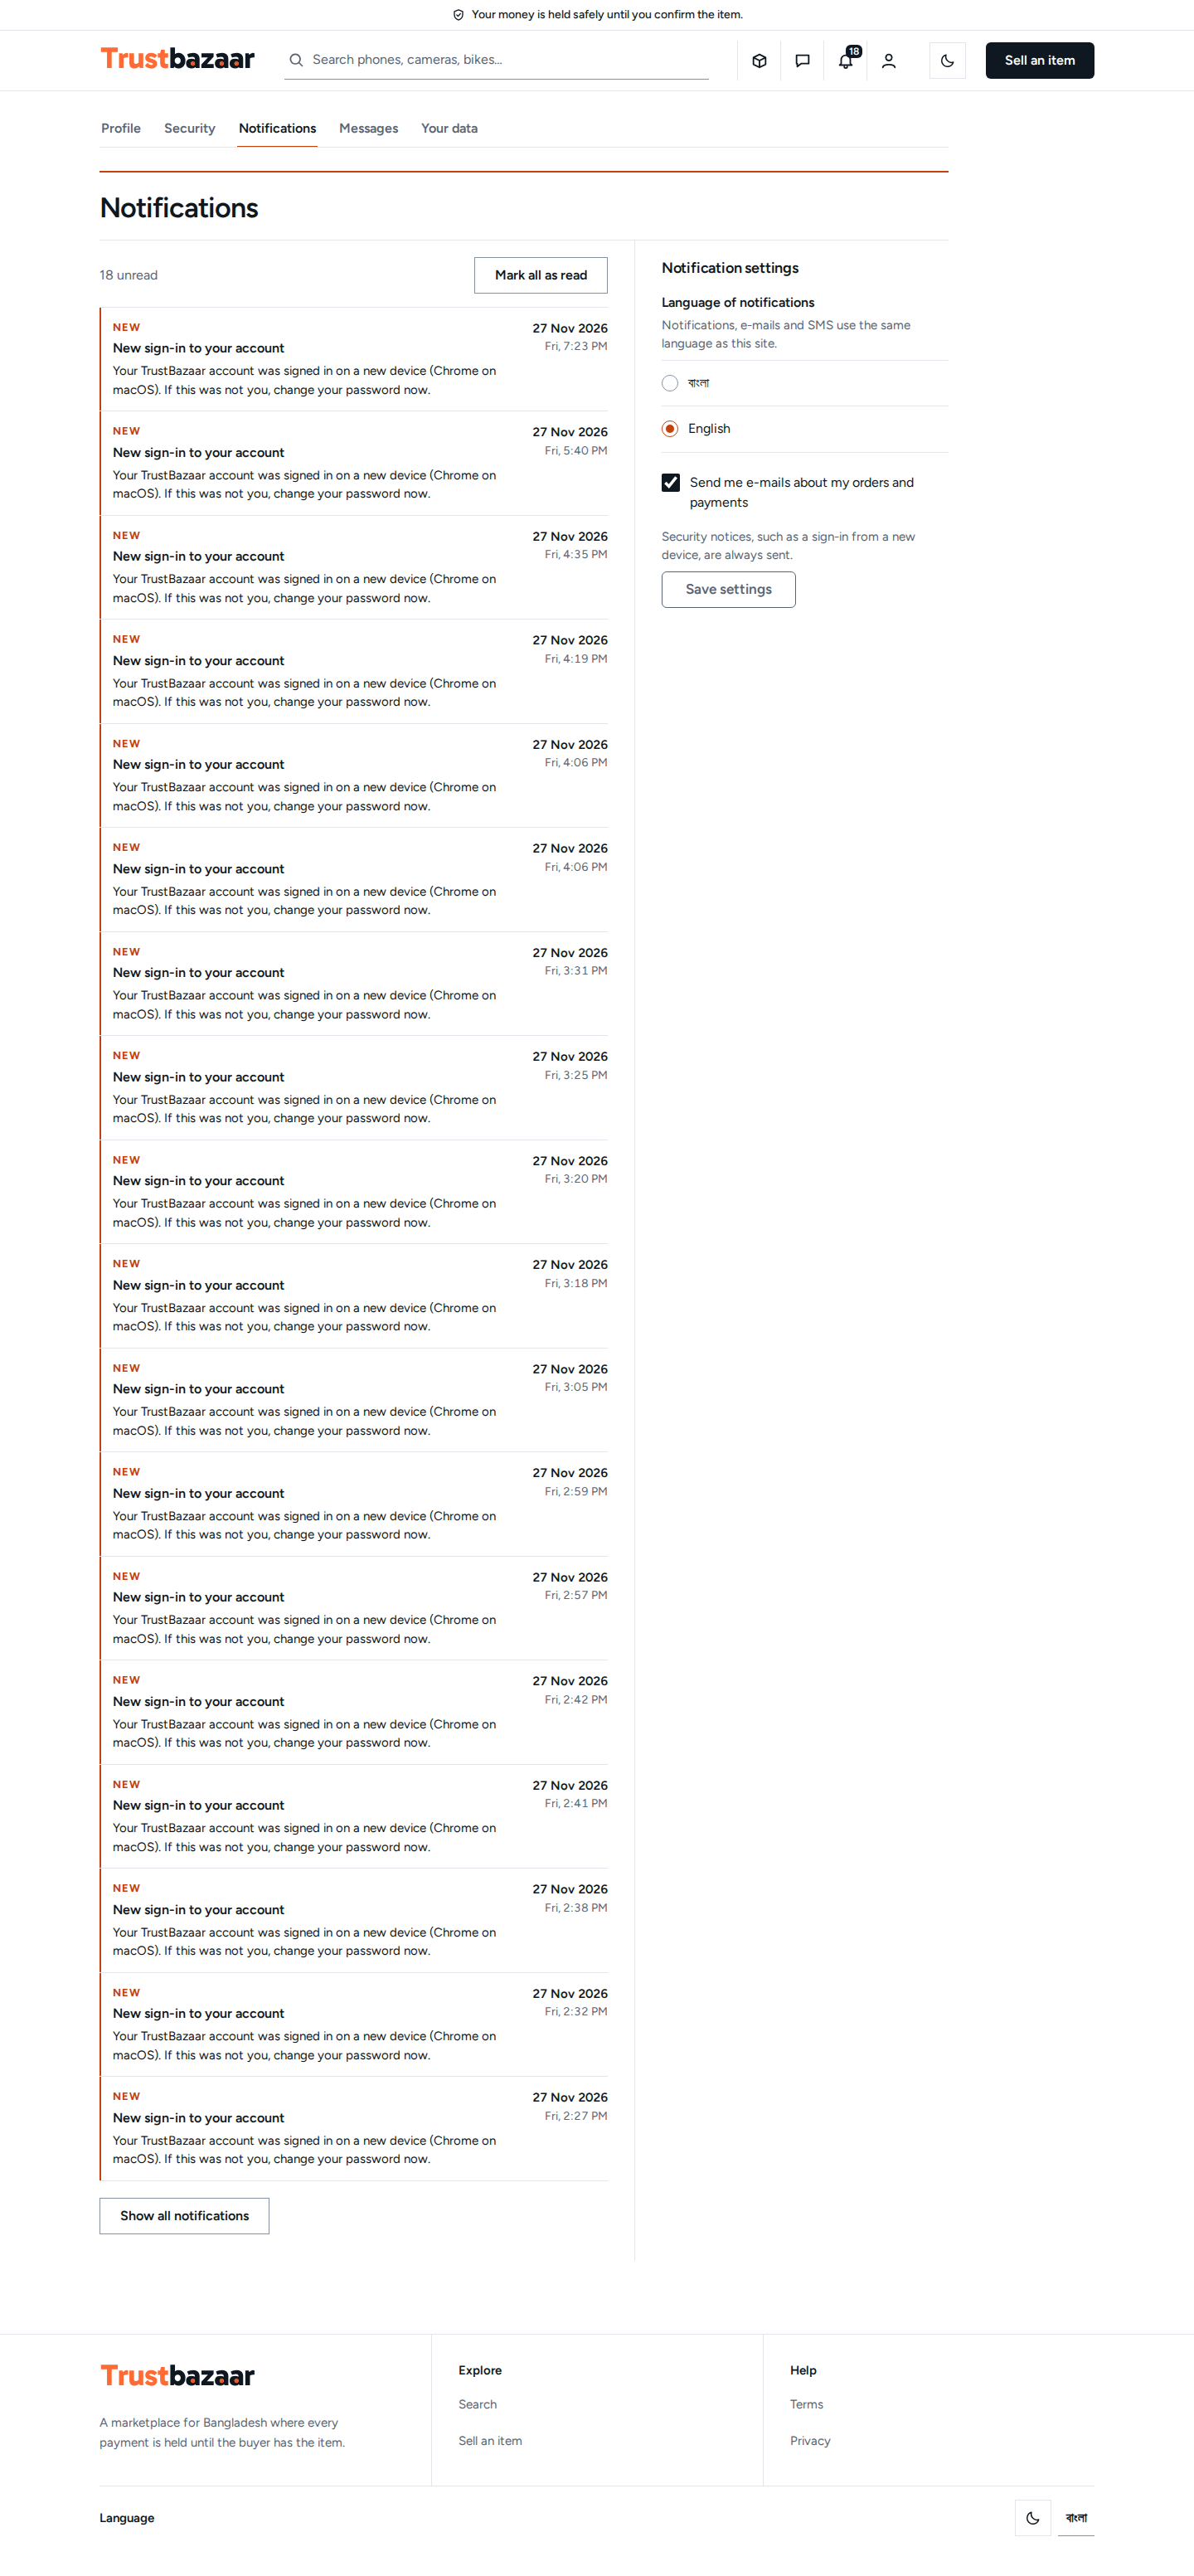 Your money is held safely until you confirm the item.
Trustbazaar
Search phones, cameras, bikes...
18
Sell an item
Profile
Security
Notifications
Messages
Your data
Notifications
18 unread
Mark all as read
NEW
27 Nov 2026
New sign-in to your account
Fri, 7:23 PM
Your TrustBazaar account was signed in on a new device (Chrome on
macOS). If this was not you, change your password now.
NEW
27 Nov 2026
New sign-in to your account
Fri, 5:40 PM
Your TrustBazaar account was signed in on a new device (Chrome on
macOS). If this was not you, change your password now.
NEW
27 Nov 2026
New sign-in to your account
Fri, 4:35 PM
Your TrustBazaar account was signed in on a new device (Chrome on
macOS). If this was not you, change your password now.
NEW
27 Nov 2026
New sign-in to your account
Fri, 4:19 PM
Your TrustBazaar account was signed in on a new device (Chrome on
macOS). If this was not you, change your password now.
NEW
27 Nov 2026
New sign-in to your account
Fri, 4:06 PM
Your TrustBazaar account was signed in on a new device (Chrome on
macOS). If this was not you, change your password now.
NEW
27 Nov 2026
New sign-in to your account
Fri, 4:06 PM
Your TrustBazaar account was signed in on a new device (Chrome on
macOS). If this was not you, change your password now.
NEW
27 Nov 2026
New sign-in to your account
Fri, 3:31 PM
Your TrustBazaar account was signed in on a new device (Chrome on
macOS). If this was not you, change your password now.
NEW
27 Nov 2026
New sign-in to your account
Fri, 3:25 PM
Your TrustBazaar account was signed in on a new device (Chrome on
macOS). If this was not you, change your password now.
NEW
27 Nov 2026
New sign-in to your account
Fri, 3:20 PM
Your TrustBazaar account was signed in on a new device (Chrome on
macOS). If this was not you, change your password now.
NEW
27 Nov 2026
New sign-in to your account
Fri, 3:18 PM
Your TrustBazaar account was signed in on a new device (Chrome on
macOS). If this was not you, change your password now.
NEW
27 Nov 2026
New sign-in to your account
Fri, 3:05 PM
Your TrustBazaar account was signed in on a new device (Chrome on
macOS). If this was not you, change your password now.
NEW
27 Nov 2026
New sign-in to your account
Fri, 2:59 PM
Your TrustBazaar account was signed in on a new device (Chrome on
macOS). If this was not you, change your password now.
NEW
27 Nov 2026
New sign-in to your account
Fri, 2:57 PM
Your TrustBazaar account was signed in on a new device (Chrome on
macOS). If this was not you, change your password now.
NEW
27 Nov 2026
New sign-in to your account
Fri, 2:42 PM
Your TrustBazaar account was signed in on a new device (Chrome on
macOS). If this was not you, change your password now.
NEW
27 Nov 2026
New sign-in to your account
Fri, 2:41 PM
Your TrustBazaar account was signed in on a new device (Chrome on
macOS). If this was not you, change your password now.
NEW
27 Nov 2026
New sign-in to your account
Fri, 2:38 PM
Your TrustBazaar account was signed in on a new device (Chrome on
macOS). If this was not you, change your password now.
NEW
27 Nov 2026
New sign-in to your account
Fri, 2:32 PM
Your TrustBazaar account was signed in on a new device (Chrome on
macOS). If this was not you, change your password now.
NEW
27 Nov 2026
New sign-in to your account
Fri, 2:27 PM
Your TrustBazaar account was signed in on a new device (Chrome on
macOS). If this was not you, change your password now.
Show all notifications
Notification settings
Language of notifications
Notifications, e-mails and SMS use the same
language as this site.
বাংলা
English
Send me e-mails about my orders and
payments
Security notices, such as a sign-in from a new
device, are always sent.
Save settings
Trustbazaar
A marketplace for Bangladesh where every
payment is held until the buyer has the item.
Explore
Search
Sell an item
Help
Terms
Privacy
Language
বাংলা